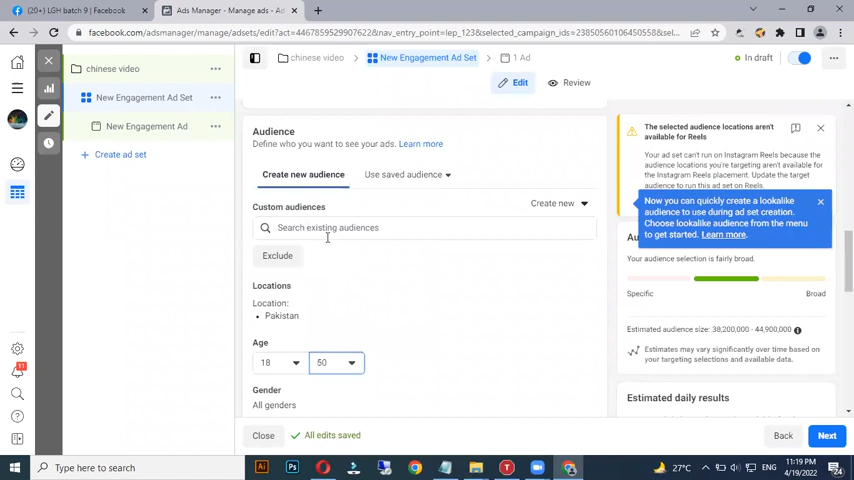 (20+) LGH batch 9 | Facebook
Ads Manager - Manage ads - Ad
facebook.com/adsmanager/manage/adsets/edit?act=4467859529907622&nav_entry_point=lep_123&selected_campaign_ids=23850560106450558&selec...
chinese video
New Engagement Ad Set
New Engagement Ad
Create ad set
chinese video
New Engagement Ad Set
1 Ad
In draft
Edit
Review
Audience
Define who you want to see your ads. Learn more
Create new audience
Use saved audience
Custom audiences
Create new
Search existing audiences
Exclude
Locations
Location:
• Pakistan
Age
18
50
Gender
All genders
The selected audience locations aren't
available for Reels
Your ad set can't run on Instagram Reels because the
audience locations you're targeting aren't available for
the Instagram Reels placement. Update the target
audience to run this ad set on Reels.
Now you can quickly create a lookalike
audience to use during ad set creation.
Choose lookalike audience from the menu
to get started. Learn more.
Your audience selection is fairly broad.
Specific
Broad
Estimated audience size: 38,200,000 - 44,900,000
Estimates may vary significantly over time based on
your targeting selections and available data.
Estimated daily results
Close
All edits saved
Back
Next
11
Type here to search
Ai
Ps
T
27°C
ENG
11:19 PM
4/19/2022
24